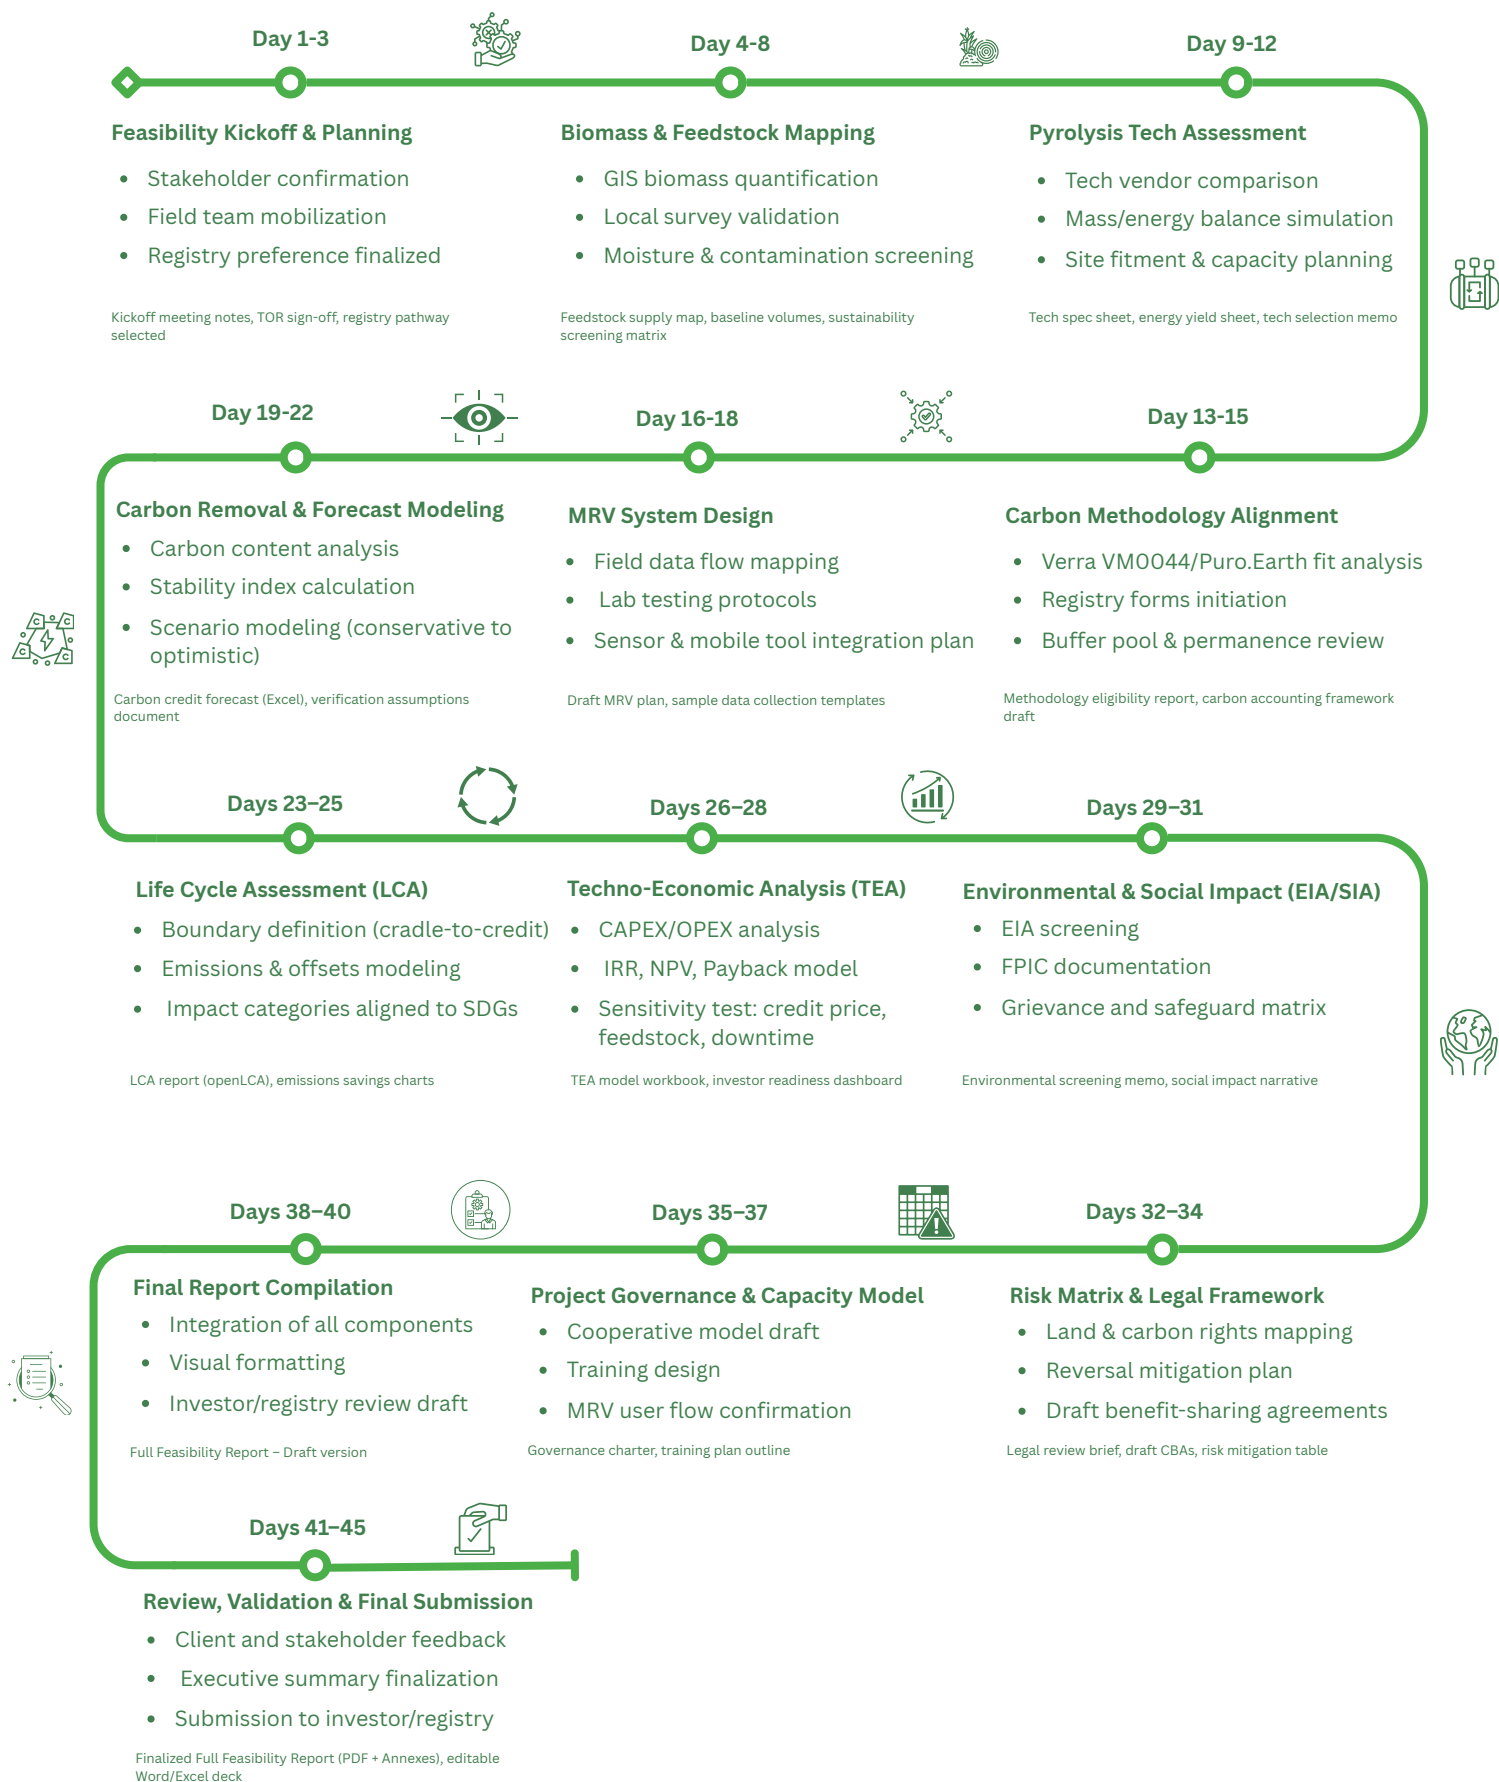 Day 1-3
Feasibility Kickoff & Planning
• Stakeholder confirmation
• Field team mobilization
• Registry preference finalized
Kickoff meeting notes, TOR sign-off, registry pathway
selected
Day 4-8
Biomass & Feedstock Mapping
• GIS biomass quantification
• Local survey validation
• Moisture & contamination screening
Feedstock supply map, baseline volumes, sustainability
screening matrix
Day 9-12
Pyrolysis Tech Assessment
• Tech vendor comparison
• Mass/energy balance simulation
• Site fitment & capacity planning
Tech spec sheet, energy yield sheet, tech selection memo
Day 13-15
Carbon Methodology Alignment
• Verra VM0044/Puro.Earth fit analysis
• Registry forms initiation
• Buffer pool & permanence review
Methodology eligibility report, carbon accounting framework
draft
Day 16-18
MRV System Design
• Field data flow mapping
• Lab testing protocols
• Sensor & mobile tool integration plan
Draft MRV plan, sample data collection templates
Day 19-22
Carbon Removal & Forecast Modeling
• Carbon content analysis
• Stability index calculation
• Scenario modeling (conservative to
optimistic)
Carbon credit forecast (Excel), verification assumptions
document
C
C
C
C
Days 23–25
Life Cycle Assessment (LCA)
• Boundary definition (cradle-to-credit)
• Emissions & offsets modeling
• Impact categories aligned to SDGs
LCA report (openLCA), emissions savings charts
Days 26–28
Techno-Economic Analysis (TEA)
• CAPEX/OPEX analysis
• IRR, NPV, Payback model
• Sensitivity test: credit price,
feedstock, downtime
TEA model workbook, investor readiness dashboard
Days 29–31
Environmental & Social Impact (EIA/SIA)
• EIA screening
• FPIC documentation
• Grievance and safeguard matrix
Environmental screening memo, social impact narrative
Days 32–34
Risk Matrix & Legal Framework
• Land & carbon rights mapping
• Reversal mitigation plan
• Draft benefit-sharing agreements
Legal review brief, draft CBAs, risk mitigation table
Days 35–37
Project Governance & Capacity Model
• Cooperative model draft
• Training design
• MRV user flow confirmation
Governance charter, training plan outline
Days 38–40
Final Report Compilation
• Integration of all components
• Visual formatting
• Investor/registry review draft
Full Feasibility Report – Draft version
Days 41–45
Review, Validation & Final Submission
• Client and stakeholder feedback
• Executive summary finalization
• Submission to investor/registry
Finalized Full Feasibility Report (PDF + Annexes), editable
Word/Excel deck